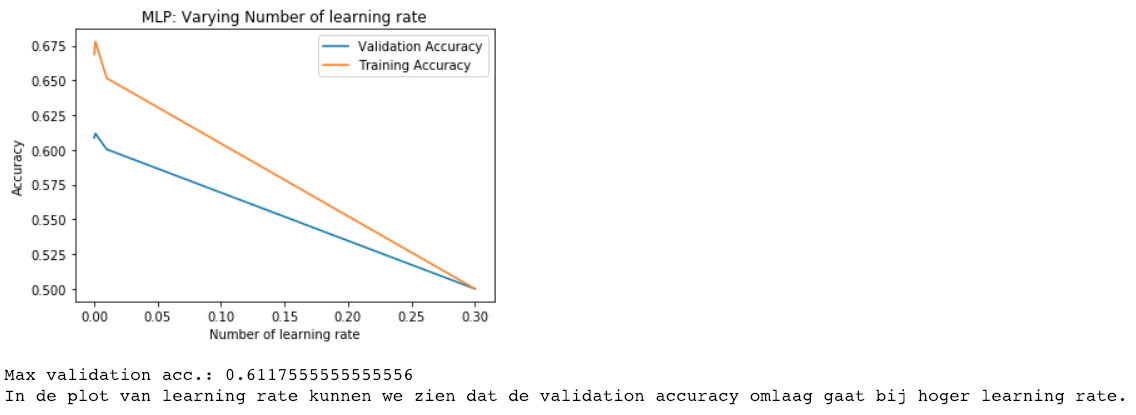 MLP: Varying Number of learning rate
Validation Accuracy
Training Accuracy
0.675
0.650
0.625
0.600
0.575
0.550
0.525
0.500
Accuracy
0.00 0.05 0.10 0.15 0.20 0.25 0.30
Number of learning rate
Max validation acc.: 0.6117555555555556
In de plot van learning rate kunnen we zien dat de validation accuracy omlaag gaat bij hoger learning rate.